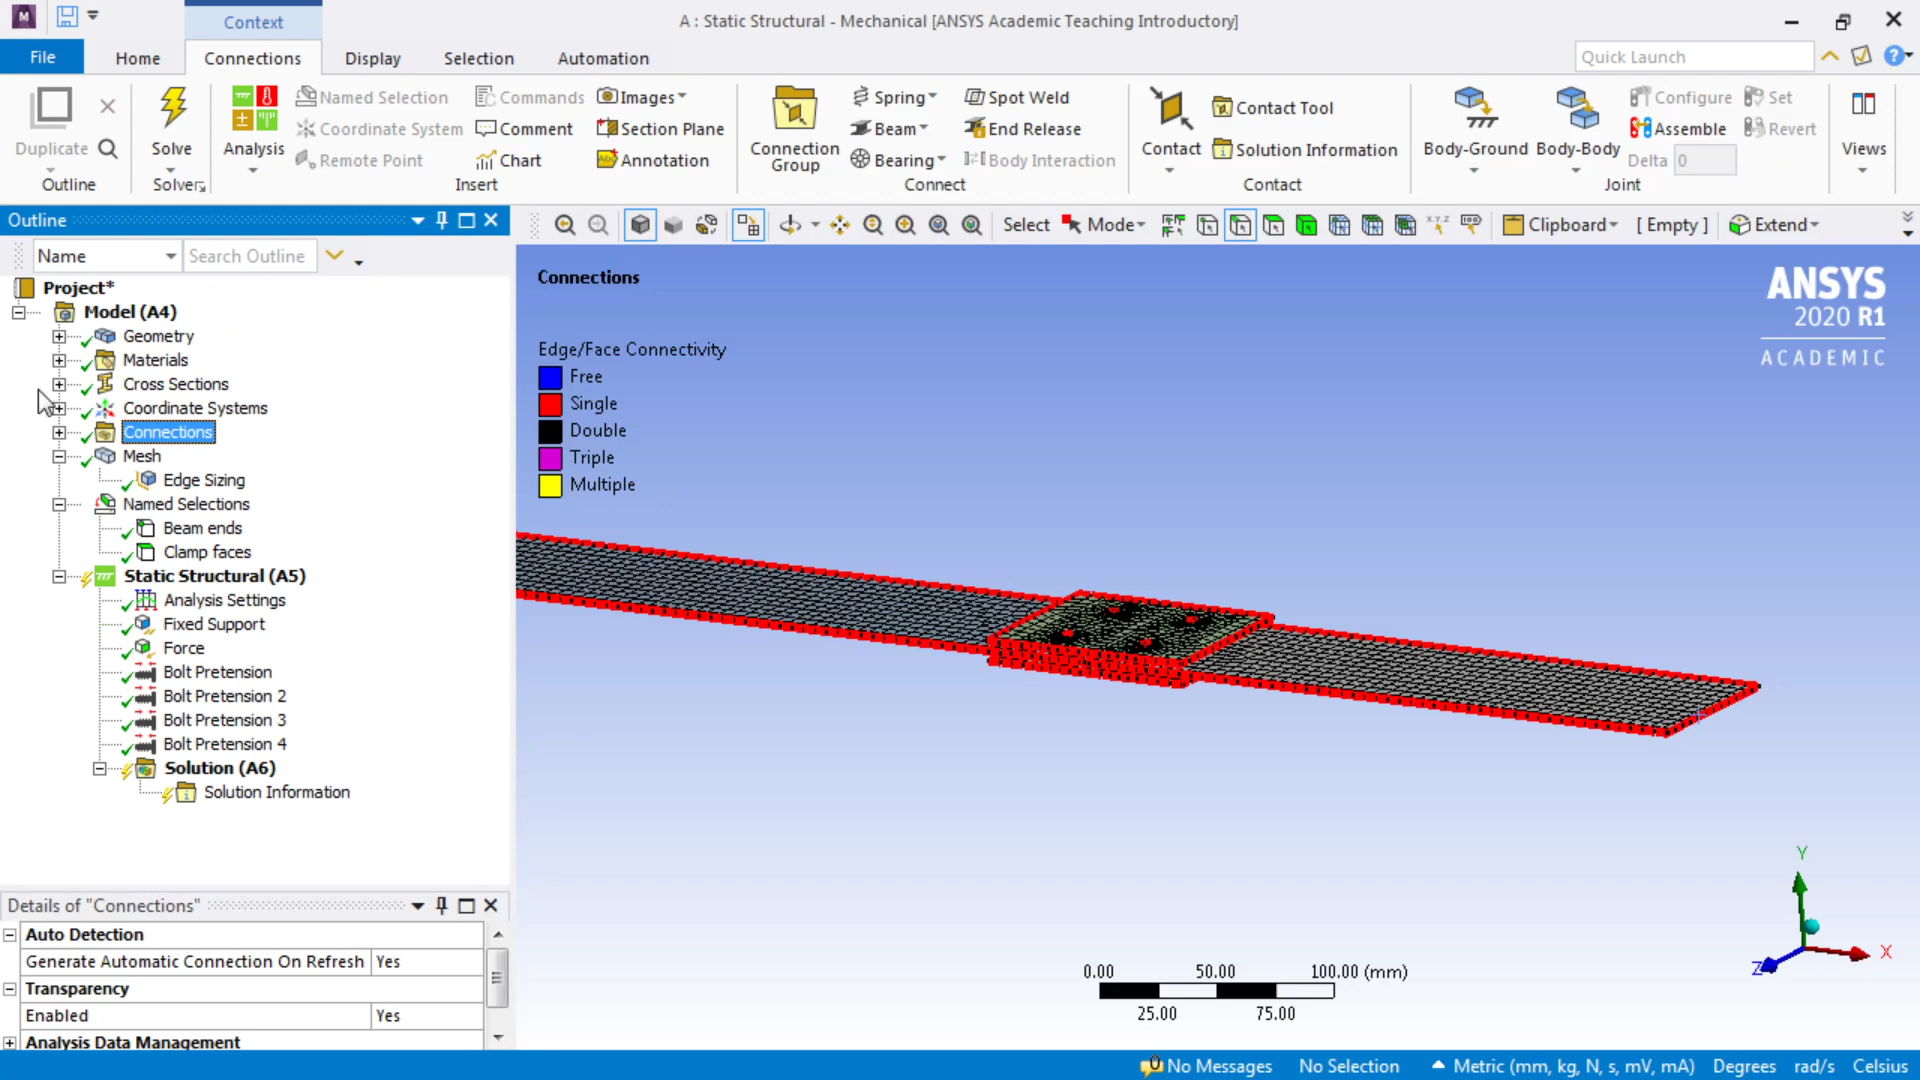 M
Context
A : Static Structural - Mechanical [ANSYS Academic Teaching Introductory]
File
Home
Connections
Display
Selection
Automation
Quick Launch
Duplicate
Outline
Solve
Solver
Analysis
Named Selection
Coordinate System
Remote Point
Commands
Comment
Chart
Images
Section Plane
Annotation
Insert
Connection
Group
Spring
Beam
Bearing
Spot Weld
End Release
Body Interaction
Connect
Contact
Contact Tool
Solution Information
Contact
Body-Ground
Body-Body
Configure
Set
Assemble
Revert
Delta 0
Joint
Views
Outline
Name
Search Outline
Select
Mode
Clipboard
[ Empty ]
Extend
Project*
Model (A4)
Geometry
Materials
Cross Sections
Coordinate Systems
Connections
Mesh
Edge Sizing
Named Selections
Beam ends
Clamp faces
Static Structural (A5)
Analysis Settings
Fixed Support
Force
Bolt Pretension
Bolt Pretension 2
Bolt Pretension 3
Bolt Pretension 4
Solution (A6)
Solution Information
Connections
Edge/Face Connectivity
Free
Single
Double
Triple
Multiple
ANSYS
2020 R1
ACADEMIC
Y
X
Z
0.00
50.00
100.00 (mm)
25.00
75.00
Details of "Connections"
Auto Detection
Generate Automatic Connection On Refresh Yes
Transparency
Enabled Yes
Analysis Data Management
No Messages
No Selection
Metric (mm, kg, N, s, mV, mA)
Degrees
rad/s
Celsius